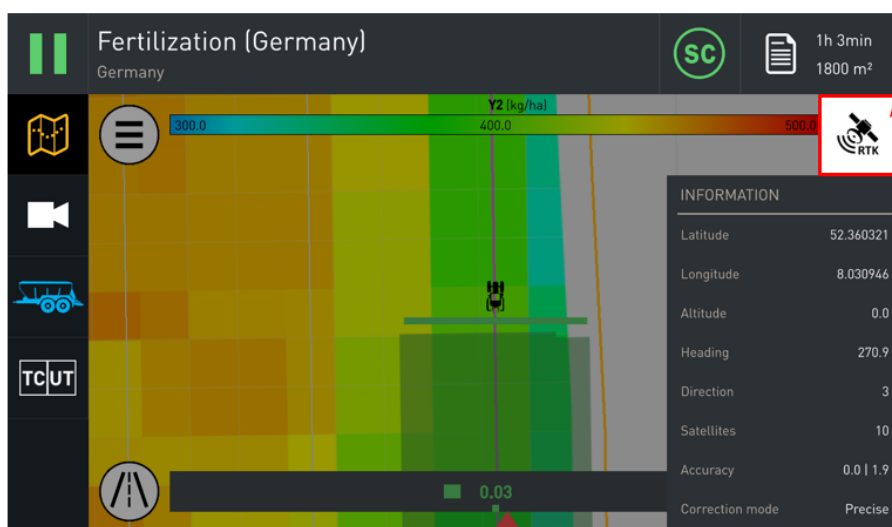 Fertilization (Germany)
Germany
SC
1h 3min
1800 m²
Y2 (kg/ha)
300.0
400.0
500.0
RTK
INFORMATION
Latitude 52.360321
Longitude 8.030946
Altitude 0.0
Heading 270.9
Direction 3
Satellites 10
Accuracy 0.0 | 1.9
Correction mode Precise
TC UT
0.03